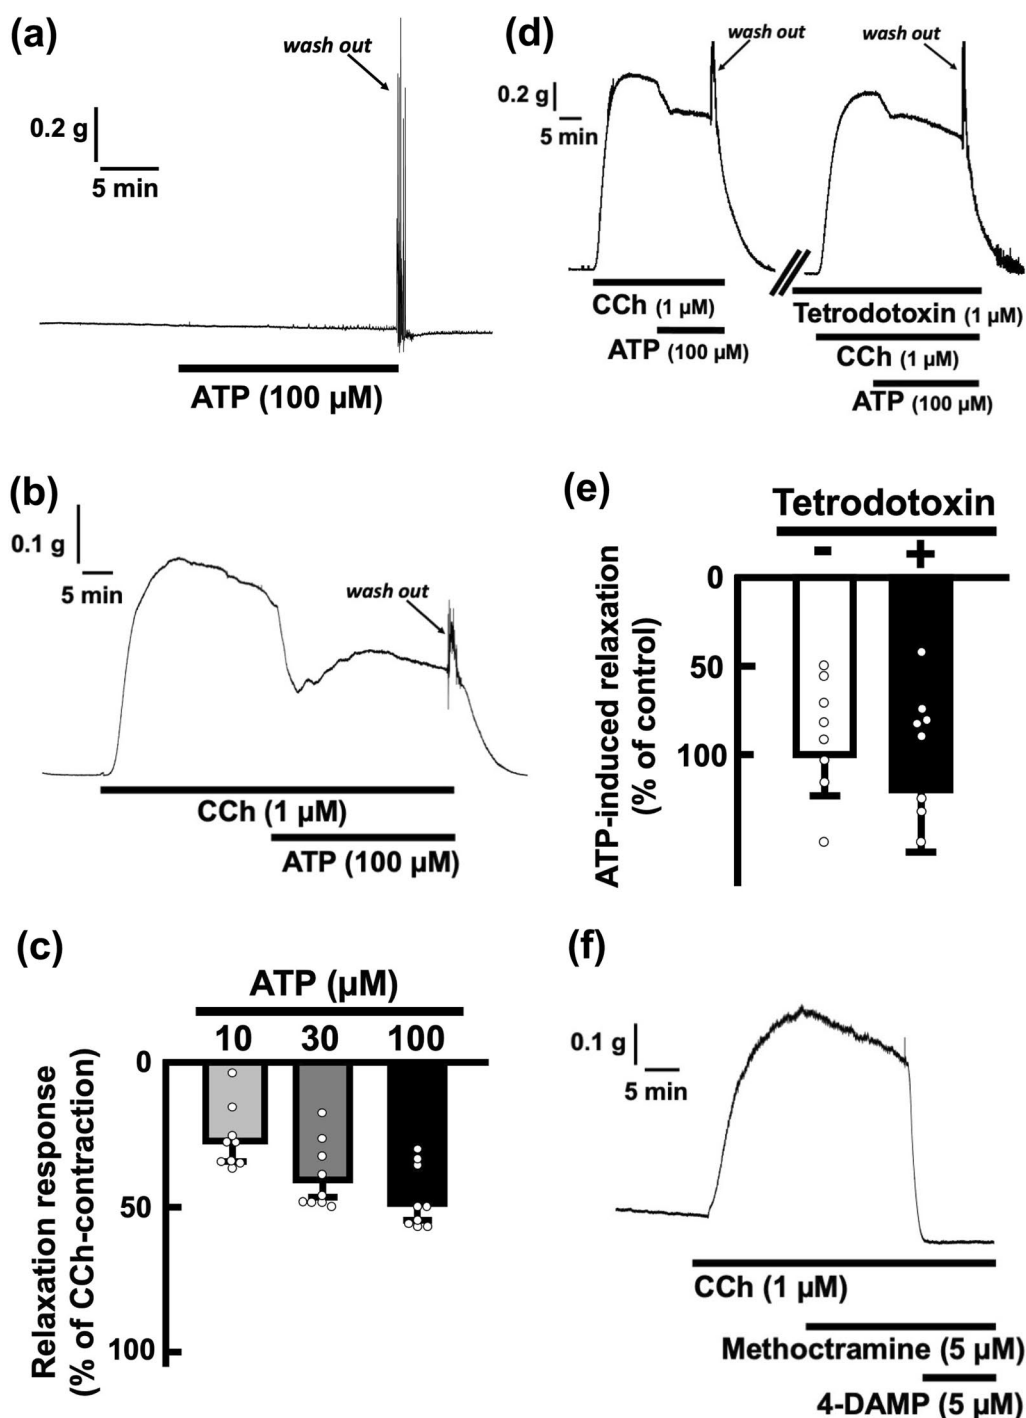 (a)
wash out
0.2 g
5 min
ATP (100 µM)
(b)
0.1 g
5 min
wash out
CCh (1 µM)
ATP (100 µM)
(c)
ATP (µM)
10 30 100
0
50
100
Relaxation response
(% of CCh-contraction)
(d)
wash out
wash out
0.2 g
5 min
CCh (1 µM)
ATP (100 µM)
Tetrodotoxin (1 µM)
CCh (1 µM)
ATP (100 µM)
(e)
Tetrodotoxin
- +
0
50
100
ATP-induced relaxation
(% of control)
(f)
0.1 g
5 min
CCh (1 µM)
Methoctramine (5 µM)
4-DAMP (5 µM)